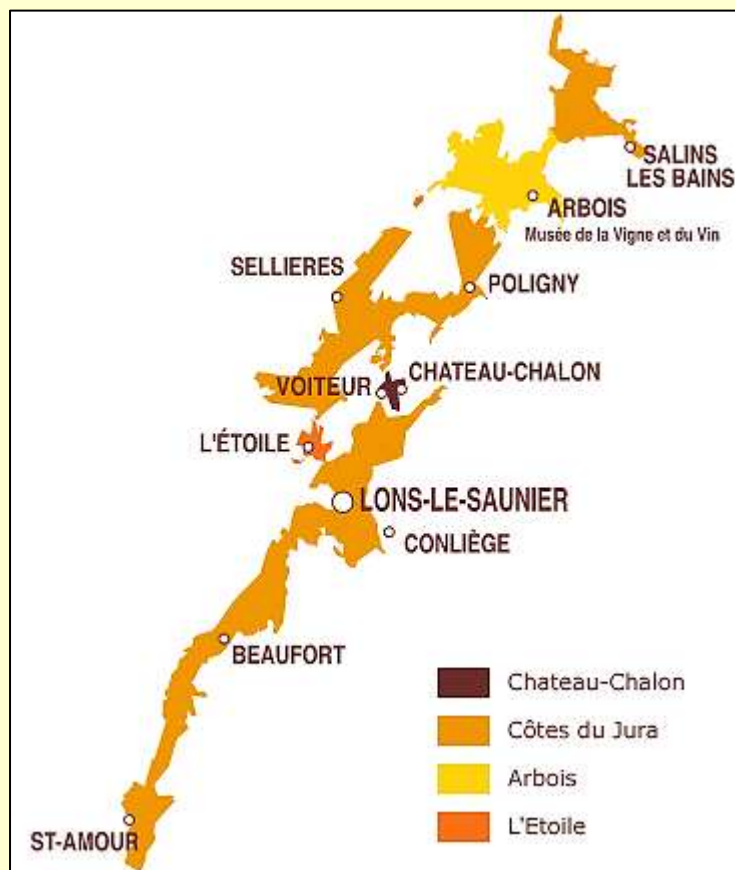 SALINS
LES BAINS
ARBOIS
Musée de la Vigne et du Vin
SELLIERES
POLIGNY
CHATEAU-CHALON
VOITEUR
L'ÉTOILE
LONS-LE-SAUNIER
CONLIÈGE
BEAUFORT
Chateau-Chalon
Côtes du Jura
Arbois
L'Etoile
ST-AMOUR